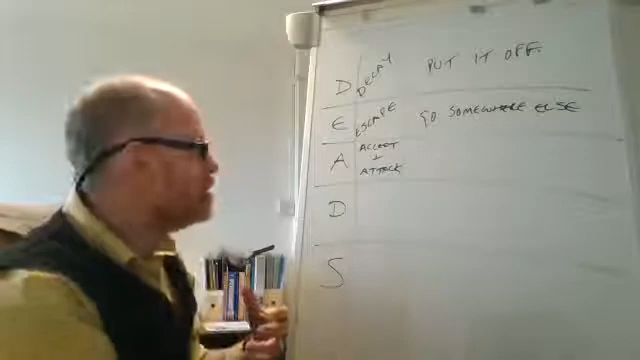 D DELAY PUT IT OFF.
E ESCAPE GO SOMEWHERE ELSE
A ACCEPT
+
ATTACK
D
S